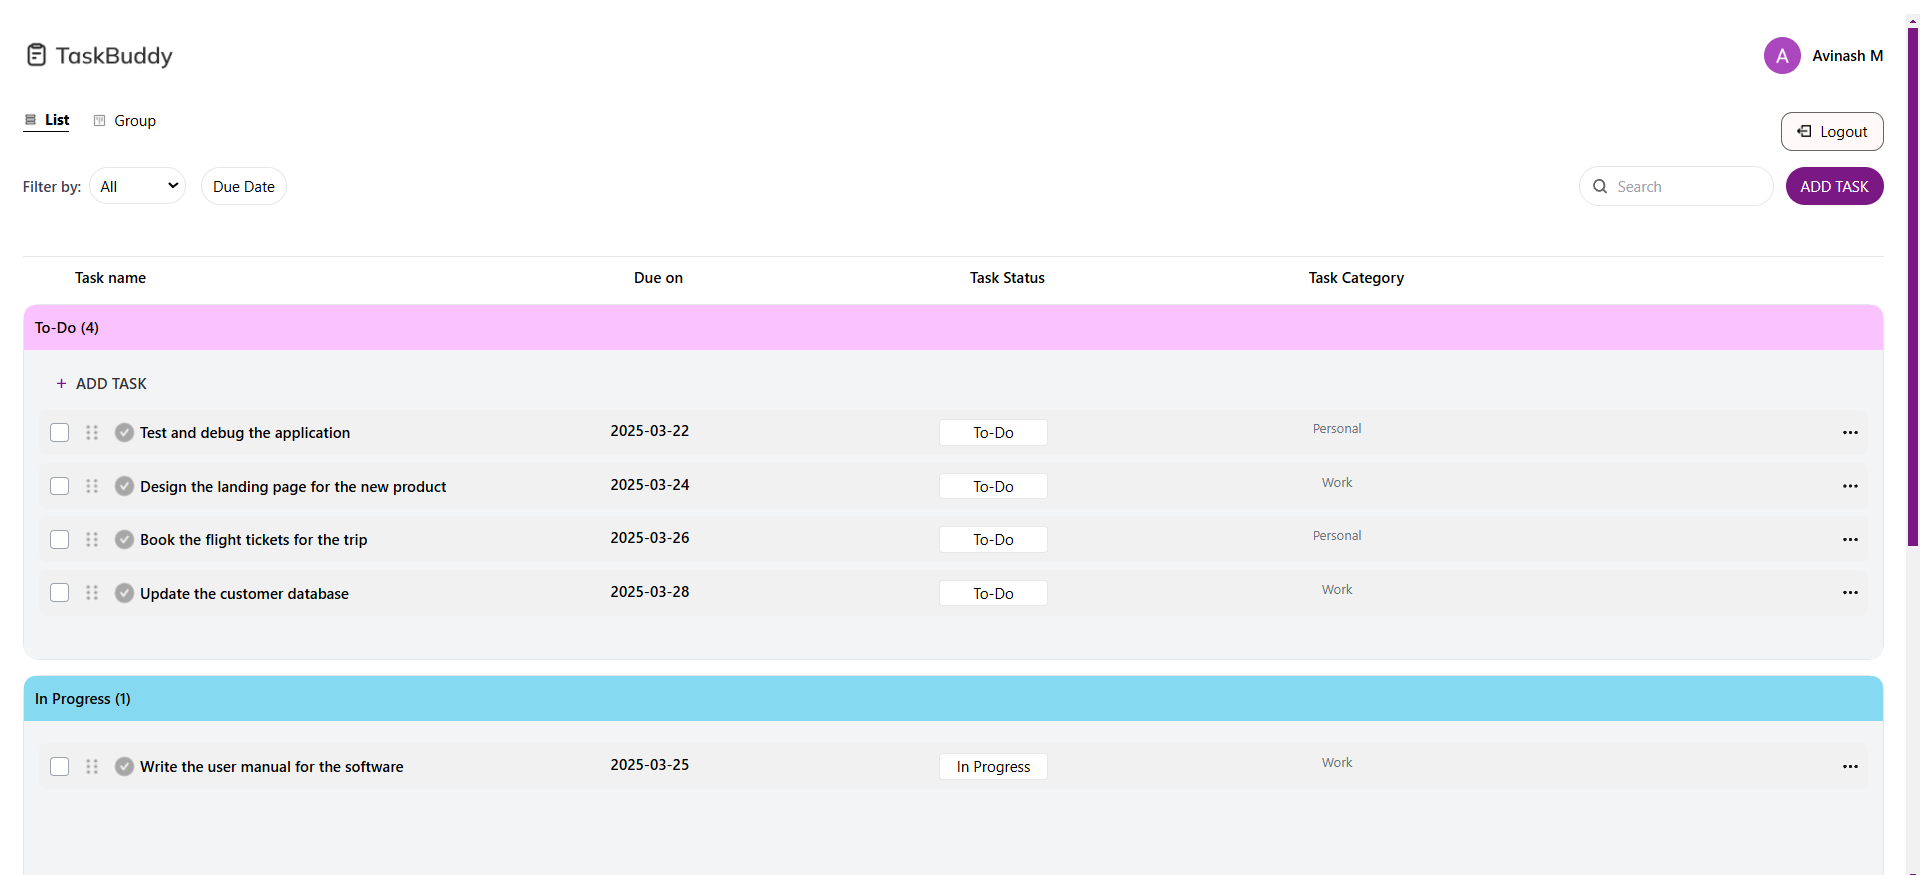 TaskBuddy
A Avinash M
List Group
Logout
Filter by: All Due Date Search ADD TASK
Task name Due on Task Status Task Category
To-Do (4)
+ ADD TASK
Test and debug the application 2025-03-22 To-Do Personal ...
Design the landing page for the new product 2025-03-24 To-Do Work ...
Book the flight tickets for the trip 2025-03-26 To-Do Personal ...
Update the customer database 2025-03-28 To-Do Work ...
In Progress (1)
Write the user manual for the software 2025-03-25 In Progress Work ...